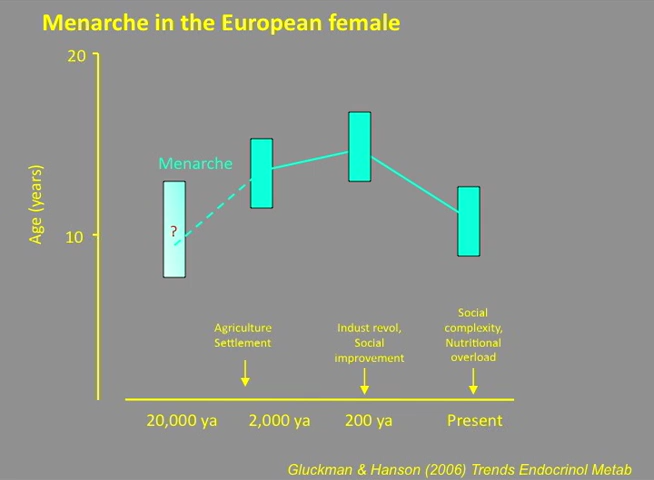 Menarche in the European female
20
Menarche
Age (years)
?
10
Agriculture
Settlement
Indust revol,
Social
improvement
Social
complexity,
Nutritional
overload
20,000 ya
2,000 ya
200 ya
Present
Gluckman & Hanson (2006) Trends Endocrinol Metab